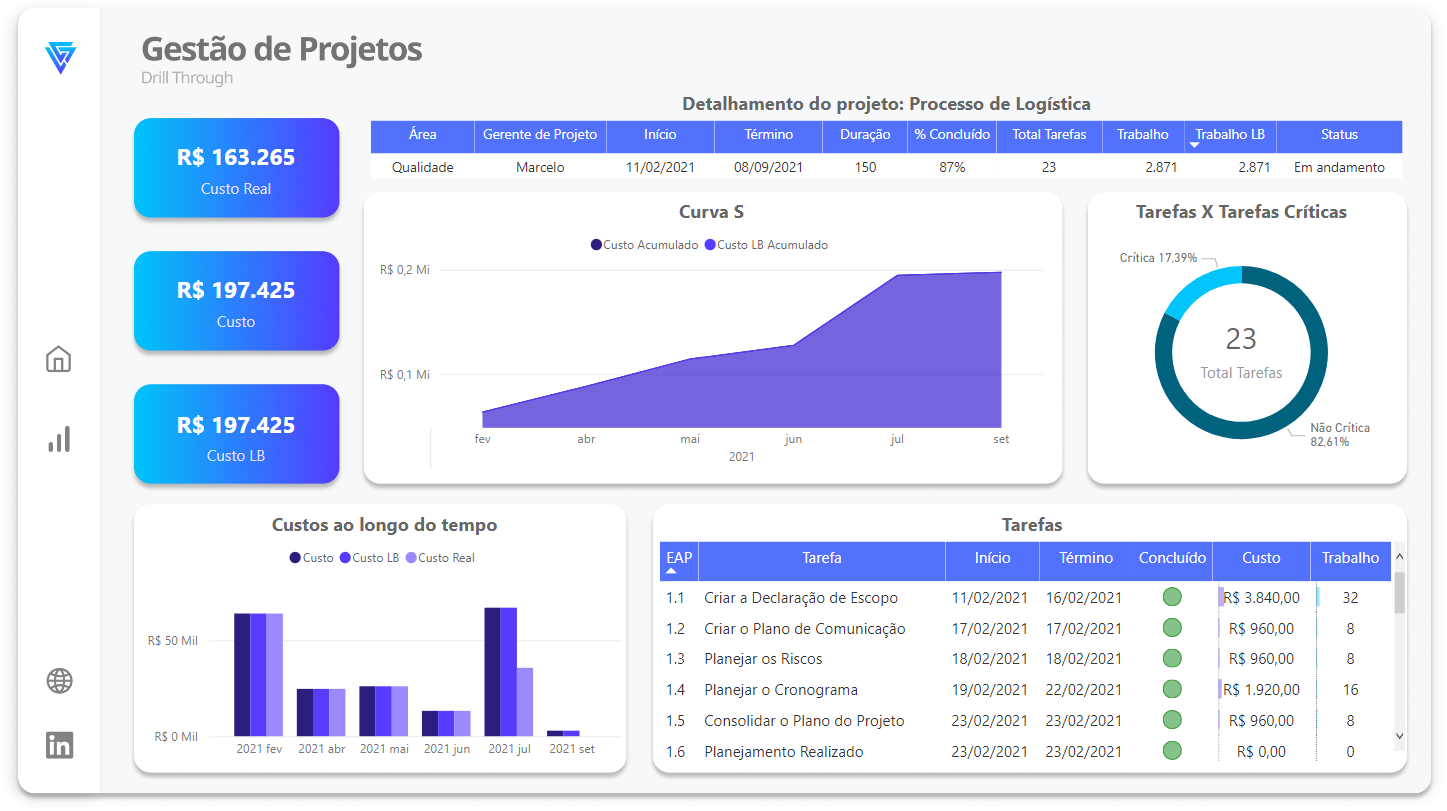 Gestão de Projetos
Drill Through
R$ 163.265
Custo Real
R$ 197.425
Custo
R$ 197.425
Custo LB
Detalhamento do projeto: Processo de Logística
Área Gerente de Projeto Início Término Duração % Concluído Total Tarefas Trabalho Trabalho LB Status
Qualidade Marcelo 11/02/2021 08/09/2021 150 87% 23 2.871 2.871 Em andamento
Curva S
Custo Acumulado Custo LB Acumulado
R$ 0,2 Mi
R$ 0,1 Mi
fev abr mai jun jul set
2021
Tarefas X Tarefas Críticas
Crítica 17,39%
23
Total Tarefas
Não Crítica
82,61%
Custos ao longo do tempo
Custo Custo LB Custo Real
R$ 50 Mil
R$ 0 Mil
2021 fev 2021 abr 2021 mai 2021 jun 2021 jul 2021 set
Tarefas
EAP Tarefa Início Término Concluído Custo Trabalho
1.1 Criar a Declaração de Escopo 11/02/2021 16/02/2021 R$ 3.840,00 32
1.2 Criar o Plano de Comunicação 17/02/2021 17/02/2021 R$ 960,00 8
1.3 Planejar os Riscos 18/02/2021 18/02/2021 R$ 960,00 8
1.4 Planejar o Cronograma 19/02/2021 22/02/2021 R$ 1.920,00 16
1.5 Consolidar o Plano do Projeto 23/02/2021 23/02/2021 R$ 960,00 8
1.6 Planejamento Realizado 23/02/2021 23/02/2021 R$ 0,00 0
in